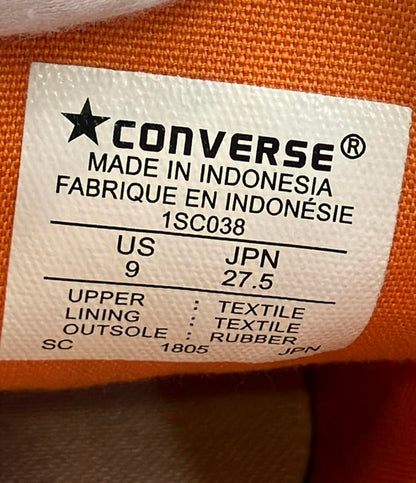 ★CONVERSE®
MADE IN INDONESIA
FABRIQUE EN INDONÉSIE
1SC038
US JPN
9 27.5
UPPER : TEXTILE
LINING : TEXTILE
OUTSOLE : RUBBER
SC 1805 JPN